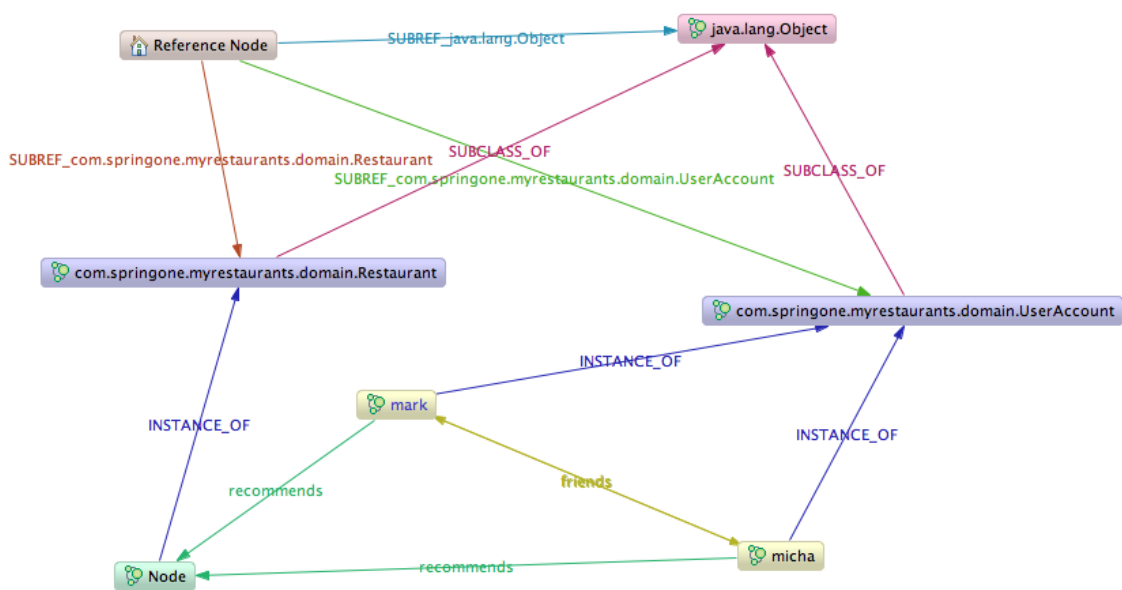 java.lang.Object
Reference Node
SUBREF_java.lang.Object
SUBREF_com.springone.myrestaurants.domain.Restaurant
SUBCLASS_OF
SUBCLASS_OF
SUBREF_com.springone.myrestaurants.domain.UserAccount
com.springone.myrestaurants.domain.Restaurant
com.springone.myrestaurants.domain.UserAccount
INSTANCE_OF
mark
INSTANCE_OF
INSTANCE_OF
recommends
friends
micha
recommends
Node